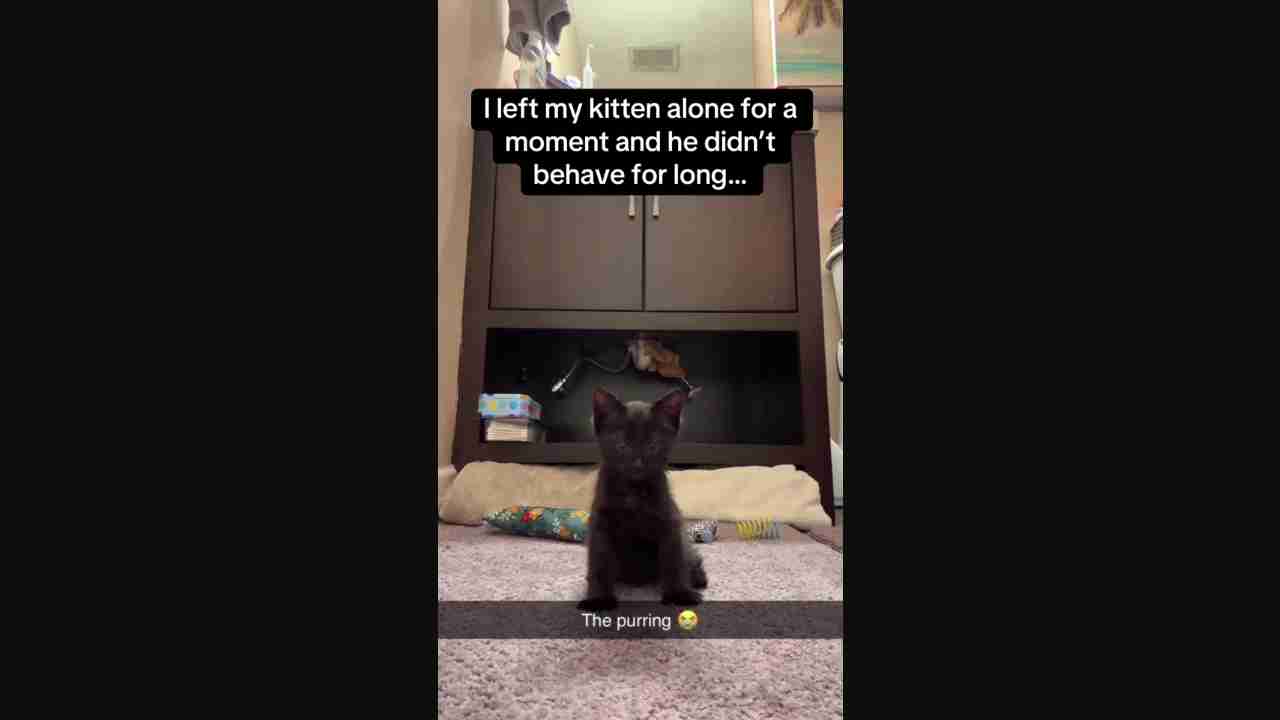 I left my kitten alone for a
moment and he didn’t
behave for long...
The purring 😭